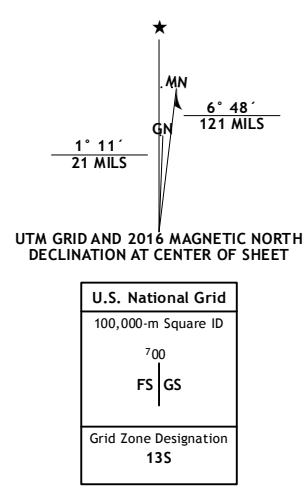 MN
GN
6° 48´
121 MILS
1° 11´
21 MILS
UTM GRID AND 2016 MAGNETIC NORTH
DECLINATION AT CENTER OF SHEET
U.S. National Grid
100,000-m Square ID
⁷00
FS GS
Grid Zone Designation
13S